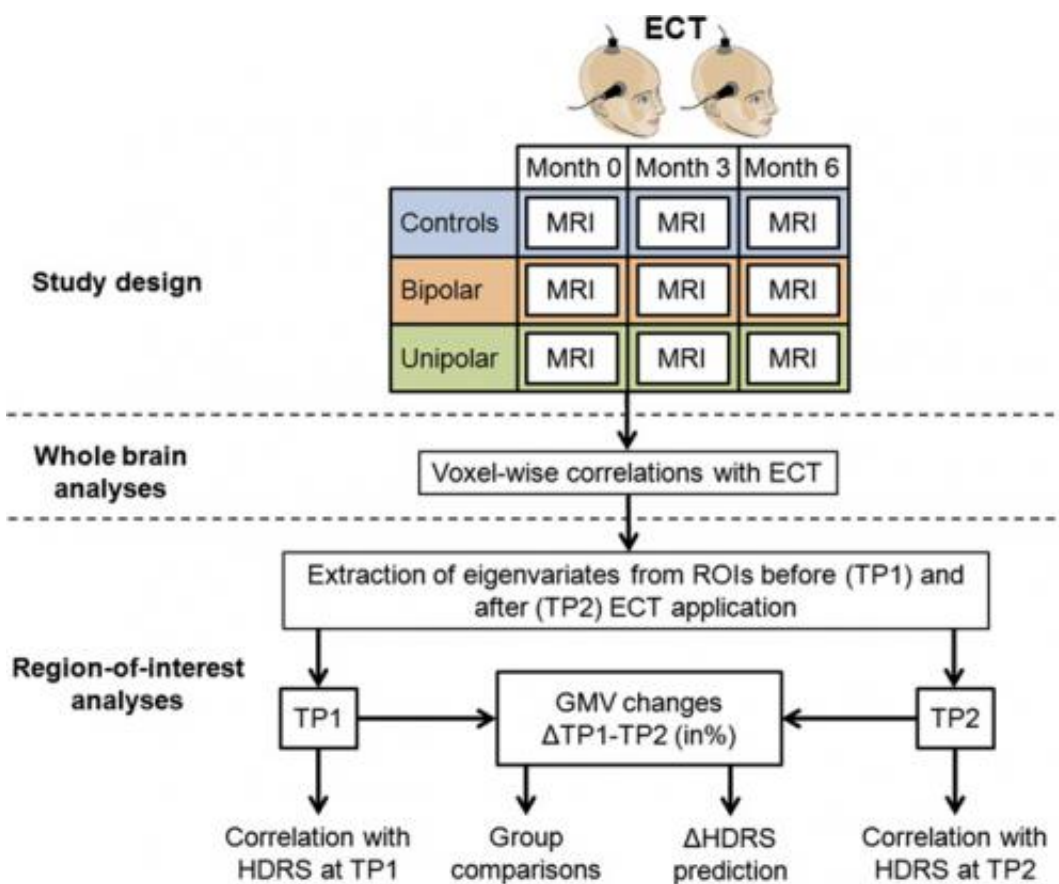 ECT
Month 0 Month 3 Month 6
Controls MRI MRI MRI
Study design
Bipolar MRI MRI MRI
Unipolar MRI MRI MRI
Whole brain
analyses
Voxel-wise correlations with ECT
Extraction of eigenvariates from ROIs before (TP1) and
after (TP2) ECT application
Region-of-interest
analyses
TP1
GMV changes
ΔTP1-TP2 (in%)
TP2
Correlation with
HDRS at TP1
Group
comparisons
ΔHDRS
prediction
Correlation with
HDRS at TP2